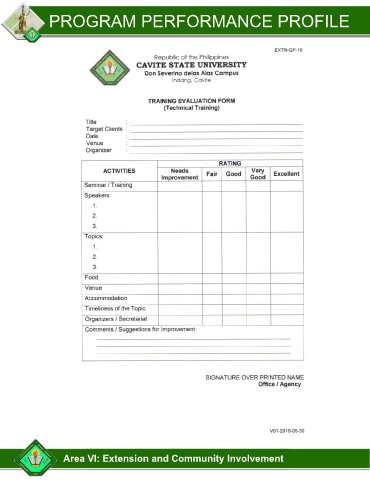 PROGRAM PERFORMANCE PROFILE
EXTN-QF-10
Republic of the Philippines
CAVITE STATE UNIVERSITY
Don Severino delas Alas Campus
Indang, Cavite
TRAINING EVALUATION FORM
(Technical Training)
Title :
Target Clients :
Date :
Venue :
Organizer :
ACTIVITIES
RATING
Needs Improvement
Fair
Good
Very Good
Excellent
Seminar / Training
Speakers:
1.
2.
3.
Topics:
1.
2.
3.
Food
Venue
Accommodation
Timeliness of the Topic
Organizers / Secretariat
Comments / Suggestions for Improvement:
SIGNATURE OVER PRINTED NAME
Office / Agency
V01-2018-05-30
Area VI: Extension and Community Involvement